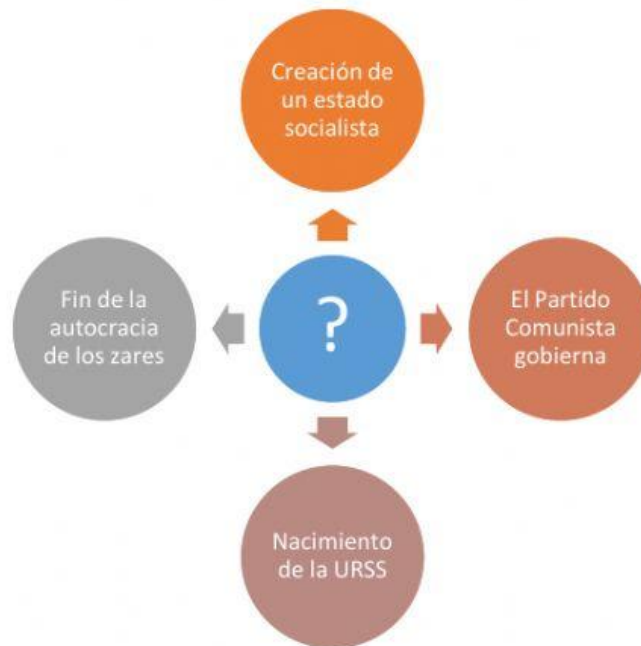 Creación de
un estado
socialista
Fin de la
autocracia
de los zares
?
El Partido
Comunista
gobierna
Nacimiento
de la URSS